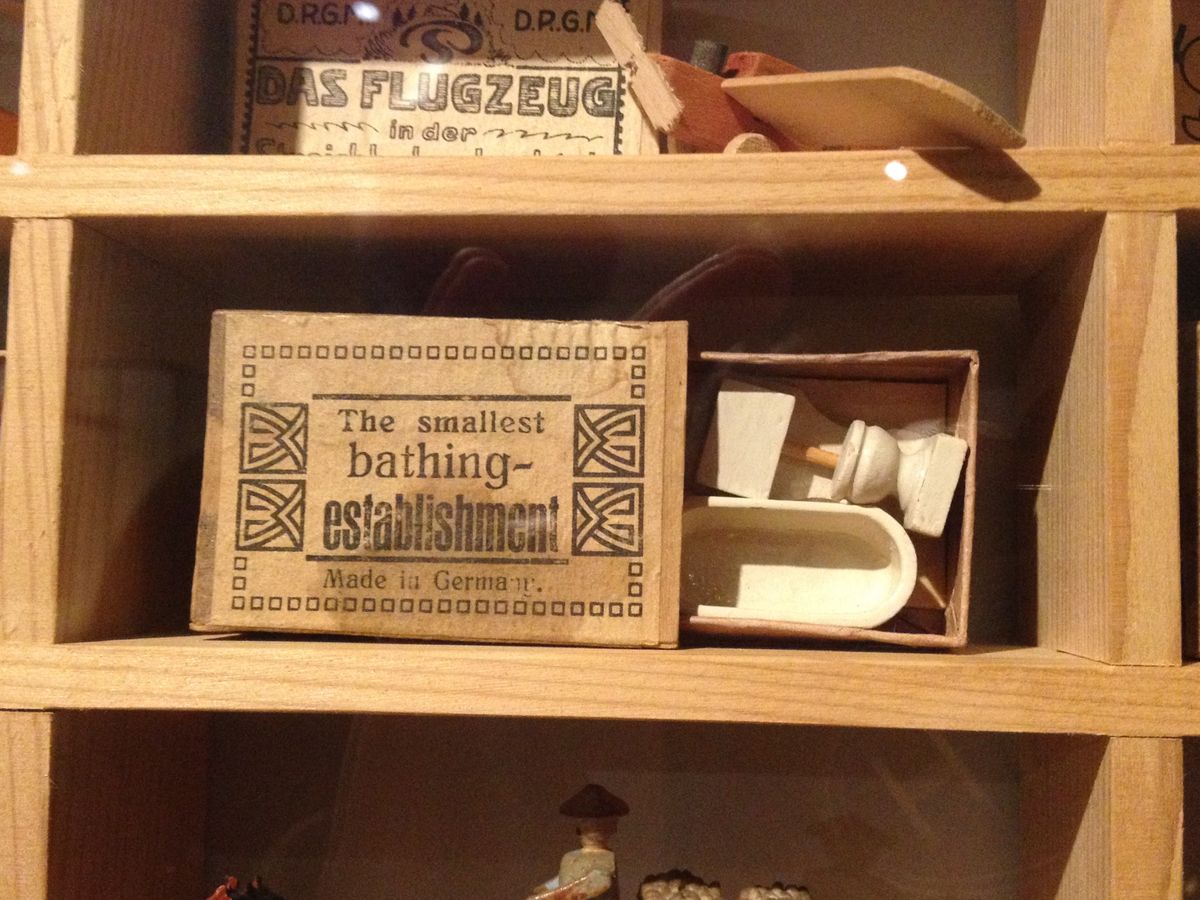 D.R.G.M. D.R.G.M
DAS FLUGZEUG
in der
The smallest
bathing-
establishment
Made in Germany.